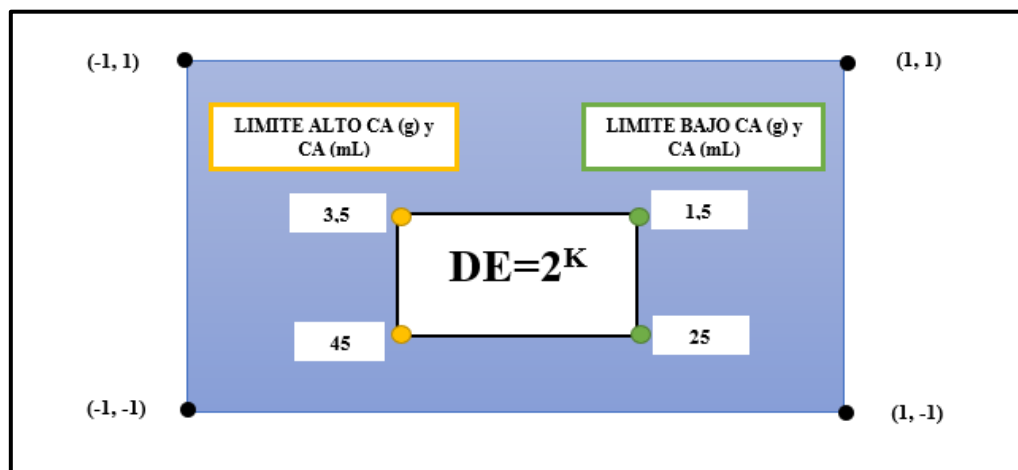 (-1, 1)
(1, 1)
LIMITE ALTO CA (g) y
CA (mL)
LIMITE BAJO CA (g) y
CA (mL)
3,5
1,5
DE=2^K
45
25
(-1, -1)
(1, -1)